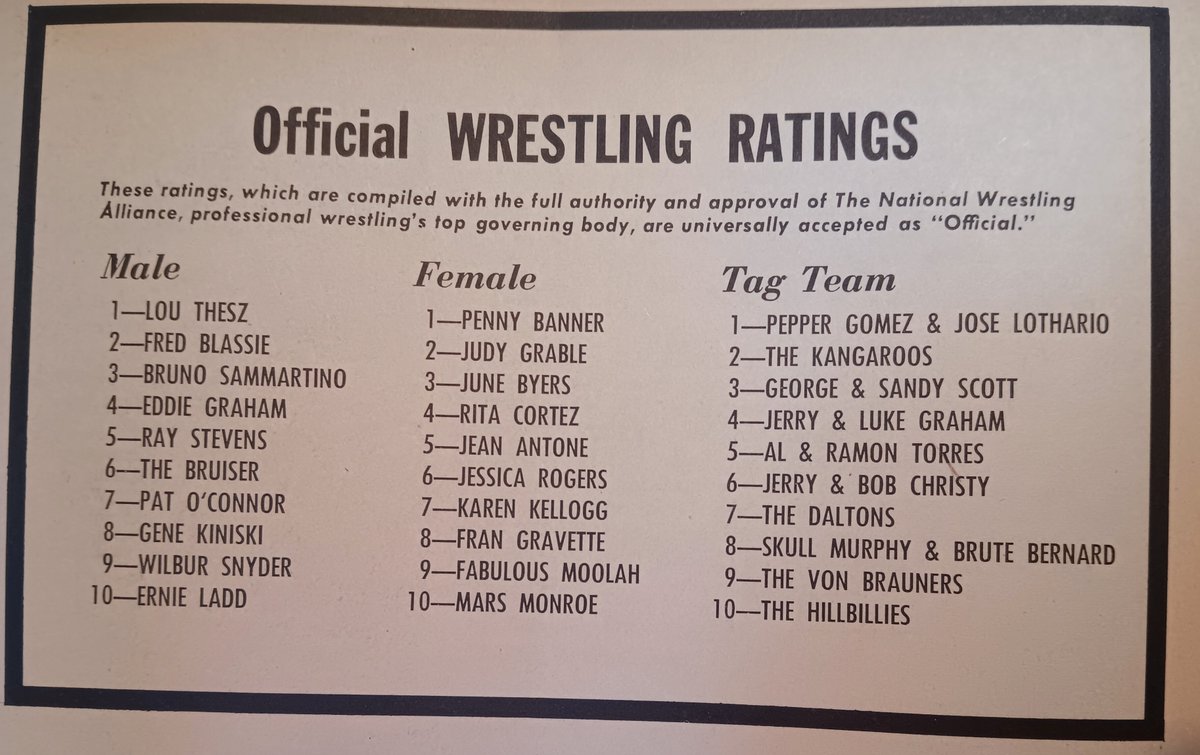 Official WRESTLING RATINGS
These ratings, which are compiled with the full authority and approval of The National Wrestling
Alliance, professional wrestling's top governing body, are universally accepted as "Official."
Male
1—LOU THESZ
2—FRED BLASSIE
3—BRUNO SAMMARTINO
4—EDDIE GRAHAM
5—RAY STEVENS
6—THE BRUISER
7—PAT O'CONNOR
8—GENE KINISKI
9—WILBUR SNYDER
10—ERNIE LADD
Female
1—PENNY BANNER
2—JUDY GRABLE
3—JUNE BYERS
4—RITA CORTEZ
5—JEAN ANTONE
6—JESSICA ROGERS
7—KAREN KELLOGG
8—FRAN GRAVETTE
9—FABULOUS MOOLAH
10—MARS MONROE
Tag Team
1—PEPPER GOMEZ & JOSE LOTHARIO
2—THE KANGAROOS
3—GEORGE & SANDY SCOTT
4—JERRY & LUKE GRAHAM
5—AL & RAMON TORRES
6—JERRY & BOB CHRISTY
7—THE DALTONS
8—SKULL MURPHY & BRUTE BERNARD
9—THE VON BRAUNERS
10—THE HILLBILLIES